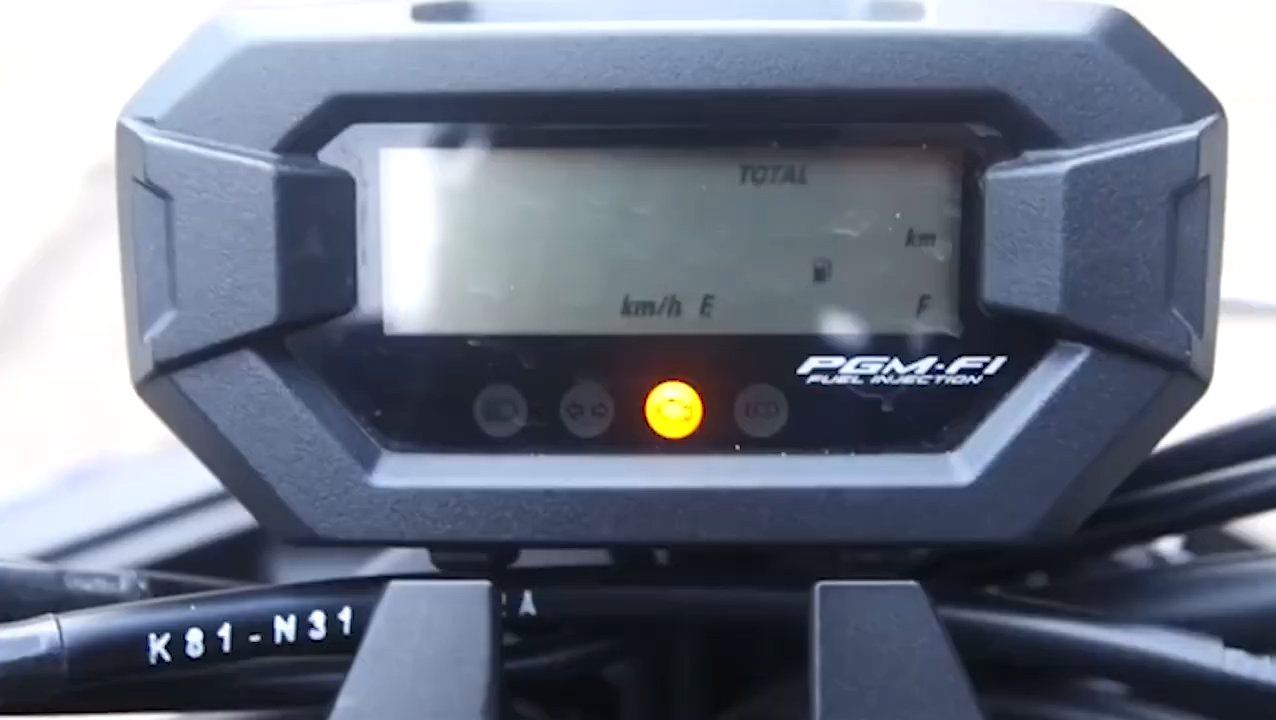 TOTAL
km
km/h E F
PGM-FI
FUEL INJECTION
K81-N31
A